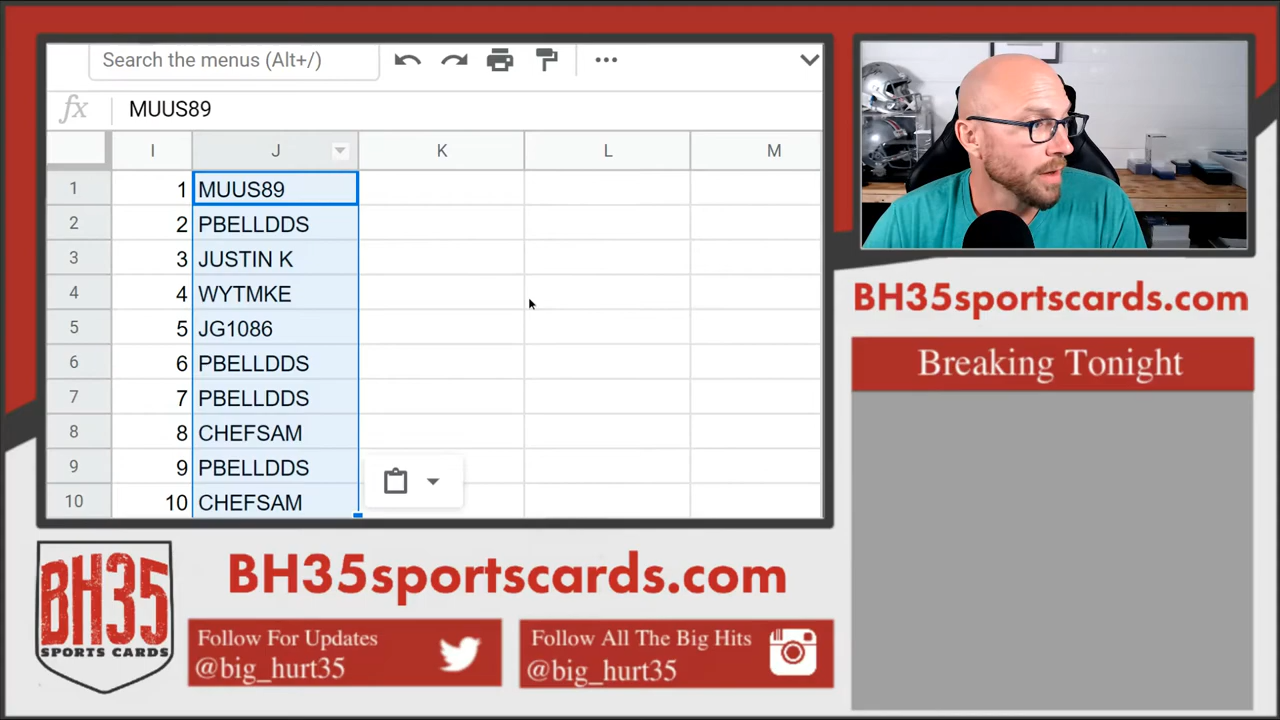 Search the menus (Alt+/)
fx MUUS89
I J K L M
1 1 MUUS89
2 2 PBELLDDS
3 3 JUSTIN K
4 4 WYTMKE
5 5 JG1086
6 6 PBELLDDS
7 7 PBELLDDS
8 8 CHEFSAM
9 9 PBELLDDS
10 10 CHEFSAM
BH35sportscards.com
Breaking Tonight
BH35
SPORTS CARDS
BH35sportscards.com
Follow For Updates
@big_hurt35
Follow All The Big Hits
@big_hurt35